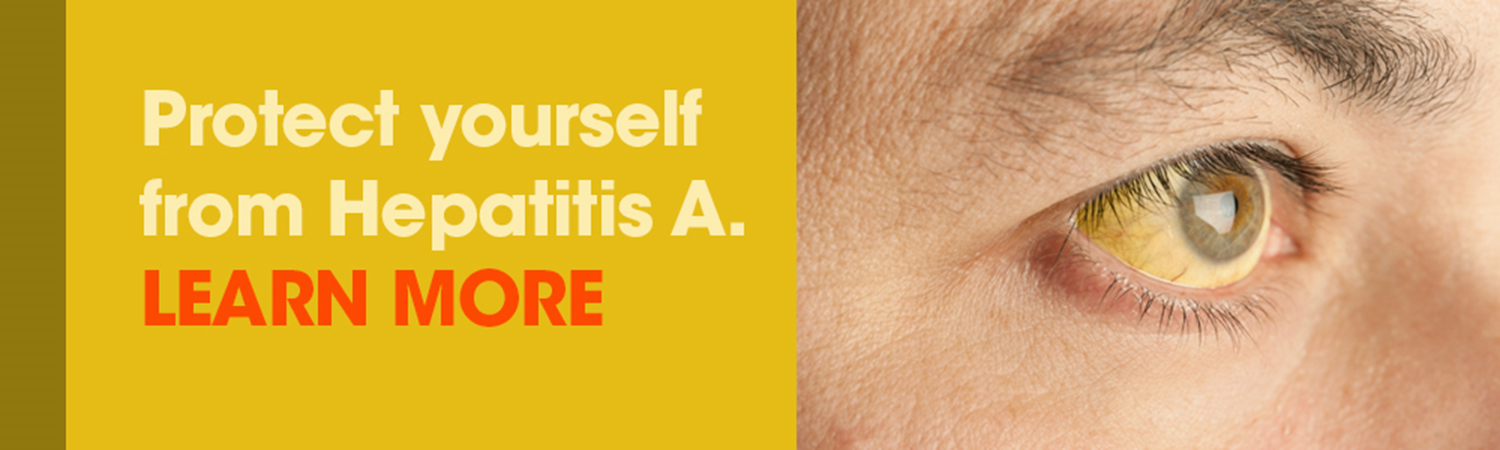 Protect yourself
from Hepatitis A.
LEARN MORE